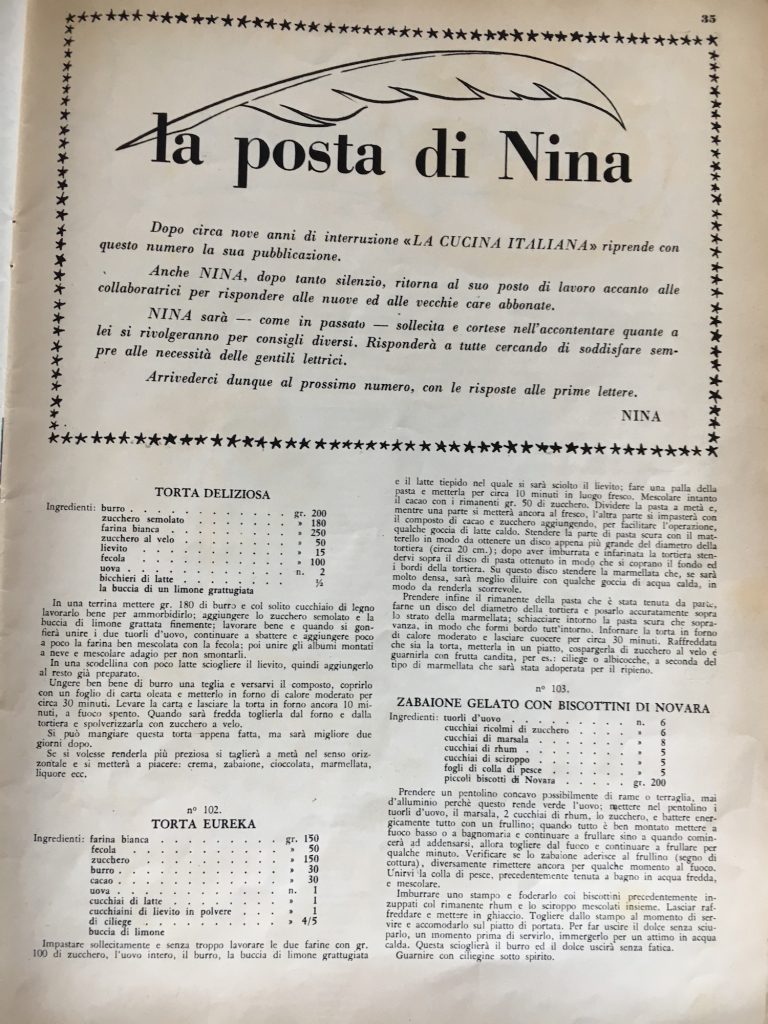 35
la posta di Nina
Dopo circa nove anni di interruzione «LA CUCINA ITALIANA» riprende con
questo numero la sua pubblicazione.
Anche NINA, dopo tanto silenzio, ritorna al suo posto di lavoro accanto alle
collaboratrici per rispondere alle nuove ed alle vecchie care abbonate.
NINA sarà — come in passato — sollecita e cortese nell'accontentare quante a
lei si rivolgeranno per consigli diversi. Risponderà a tutte cercando di soddisfare sem-
pre alle necessità delle gentili lettrici.
Arrivederci dunque al prossimo numero, con le risposte alle prime lettere.
NINA
TORTA DELIZIOSA
Ingredienti: burro . . . . . . . . . . . gr. 200
zucchero semolato . . . . . . . » 180
farina bianca . . . . . . . . . » 250
zucchero al velo . . . . . . . . » 50
lievito . . . . . . . . . . . » 15
fecola . . . . . . . . . . . » 100
uova . . . . . . . . . . . n. 2
bicchieri di latte . . . . . . . . ½
la buccia di un limone grattugiata
In una terrina mettere gr. 180 di burro e col solito cucchiaio di legno
lavorarlo bene per ammorbidirlo; aggiungere lo zucchero semolato e la
buccia di limone grattata finemente; lavorare bene e quando si gon-
fierà unire i due tuorli d'uovo, continuare a sbattere e aggiungere poco
a poco la farina ben mescolata con la fecola; poi unire gli albumi montati
a neve e mescolare adagio per non smontarli.
In una scodellina con poco latte sciogliere il lievito, quindi aggiungerlo
al resto già preparato.
Ungere ben bene di burro una teglia e versarvi il composto, coprirlo
con un foglio di carta oleata e metterlo in forno di calore moderato per
circa 30 minuti. Levare la carta e lasciare la torta in forno ancora 10 mi-
nuti, a fuoco spento. Quando sarà fredda toglierla dal forno e dalla
tortiera e spolverizzarla con zucchero a velo.
Si può mangiare questa torta appena fatta, ma sarà migliore due
giorni dopo.
Se si volesse renderla più preziosa si taglierà a metà nel senso oriz-
zontale e si metterà a piacere: crema, zabaione, cioccolata, marmellata,
liquore ecc.
n° 102.
TORTA EUREKA
Ingredienti: farina bianca . . . . . . . . . gr. 150
fecola . . . . . . . . . . . » 50
zucchero . . . . . . . . . . » 150
burro . . . . . . . . . . . » 30
cacao . . . . . . . . . . . » 30
uova . . . . . . . . . . . n. 1
cucchiai di latte . . . . . . . . » 1
cucchiaini di lievito in polvere . . . » 1
di ciliege . . . . . . . . . . » 4/5
buccia di limone
Impastare sollecitamente e senza troppo lavorare le due farine con gr.
100 di zucchero, l'uovo intero, il burro, la buccia di limone grattugiata
e il latte tiepido nel quale si sarà sciolto il lievito; fare una palla della
pasta e metterla per circa 10 minuti in luogo fresco. Mescolare intanto
il cacao con i rimanenti gr. 50 di zucchero. Dividere la pasta a metà e,
mentre una parte si metterà ancora al fresco, l'altra parte si impasterà con
il composto di cacao e zucchero aggiungendo, per facilitare l'operazione,
qualche goccia di latte caldo. Stendere la parte di pasta scura con il mat-
terello in modo da ottenere un disco appena più grande del diametro della
tortiera (circa 20 cm.); dopo aver imburrata e infarinata la tortiera sten-
dervi sopra il disco di pasta ottenuto in modo che si coprano il fondo ed
i bordi della tortiera. Su questo disco stendere la marmellata che, se sarà
molto densa, sarà meglio diluire con qualche goccia di acqua calda, in
modo da renderla scorrevole.
Prendere infine il rimanente della pasta che è stata tenuta da parte,
farne un disco del diametro della tortiera e posarlo accuratamente sopra
lo strato della marmellata; schiacciare intorno la pasta scura che sopra-
vanza, in modo che formi bordo tutt'intorno. Infornare la torta in forno
di calore moderato e lasciare cuocere per circa 30 minuti. Raffreddata
che sia la torta, metterla in un piatto, cospargerla di zucchero al velo e
guarnirla con frutta candita, per es.: ciliege o albicocche, a seconda del
tipo di marmellata che sarà stata adoperata per il ripieno.
n° 103.
ZABAIONE GELATO CON BISCOTTINI DI NOVARA
Ingredienti: tuorli d'uovo . . . . . . . . . n. 6
cucchiai ricolmi di zucchero . . . . » 6
cucchiai di marsala . . . . . . . » 8
cucchiai di rhum . . . . . . . . » 5
cucchiai di sciroppo . . . . . . . » 5
fogli di colla di pesce . . . . . . » 5
piccoli biscotti di Novara . . . . . gr. 200
Prendere un pentolino concavo possibilmente di rame o terraglia, mai
d'alluminio perchè questo rende verde l'uovo; mettere nel pentolino i
tuorli d'uovo, il marsala, 2 cucchiai di rhum, lo zucchero, e battere ener-
gicamente tutto con un frullino; quando tutto è ben montato mettere a
fuoco basso o a bagnomaria e continuare a frullare sino a quando comin-
cerà ad addensarsi, allora togliere dal fuoco e continuare a frullare per
qualche minuto. Verificare se lo zabaione aderisce al frullino (segno di
cottura), diversamente rimettere ancora per qualche momento al fuoco.
Unirvi la colla di pesce, precedentemente tenuta a bagno in acqua fredda,
e mescolare.
Imburrare uno stampo e foderarlo coi biscotti precedentemente in-
zuppati col rimanente rhum e lo sciroppo mescolati insieme. Lasciar raf-
freddare e mettere in ghiaccio. Togliere dallo stampo al momento di ser-
vire e accomodarlo sul piatto di portata. Per far uscire il dolce senza sciu-
parlo, un momento prima di servirlo, immergerlo per un attimo in acqua
calda. Questa scioglierà il burro ed il dolce uscirà senza fatica.
Guarnire con ciliegine sotto spirito.